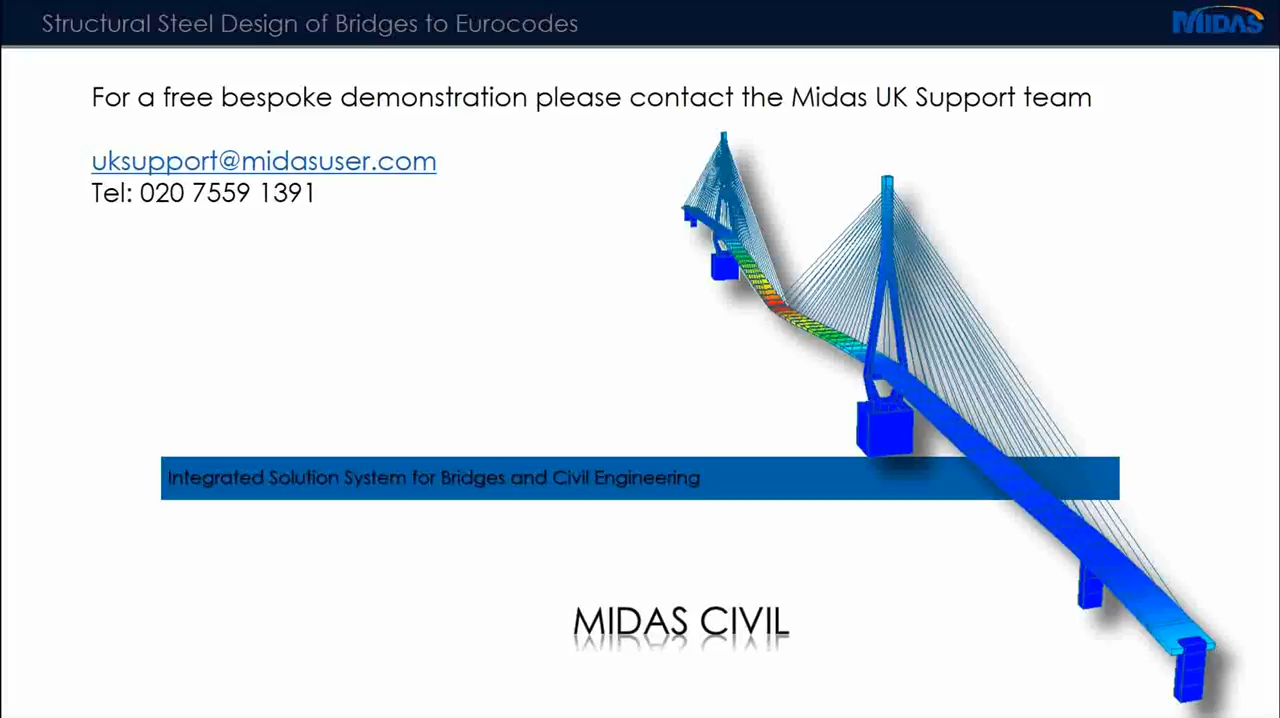 Structural Steel Design of Bridges to Eurocodes
MIDAS
For a free bespoke demonstration please contact the Midas UK Support team
uksupport@midasuser.com
Tel: 020 7559 1391
Integrated Solution System for Bridges and Civil Engineering
MIDAS CIVIL